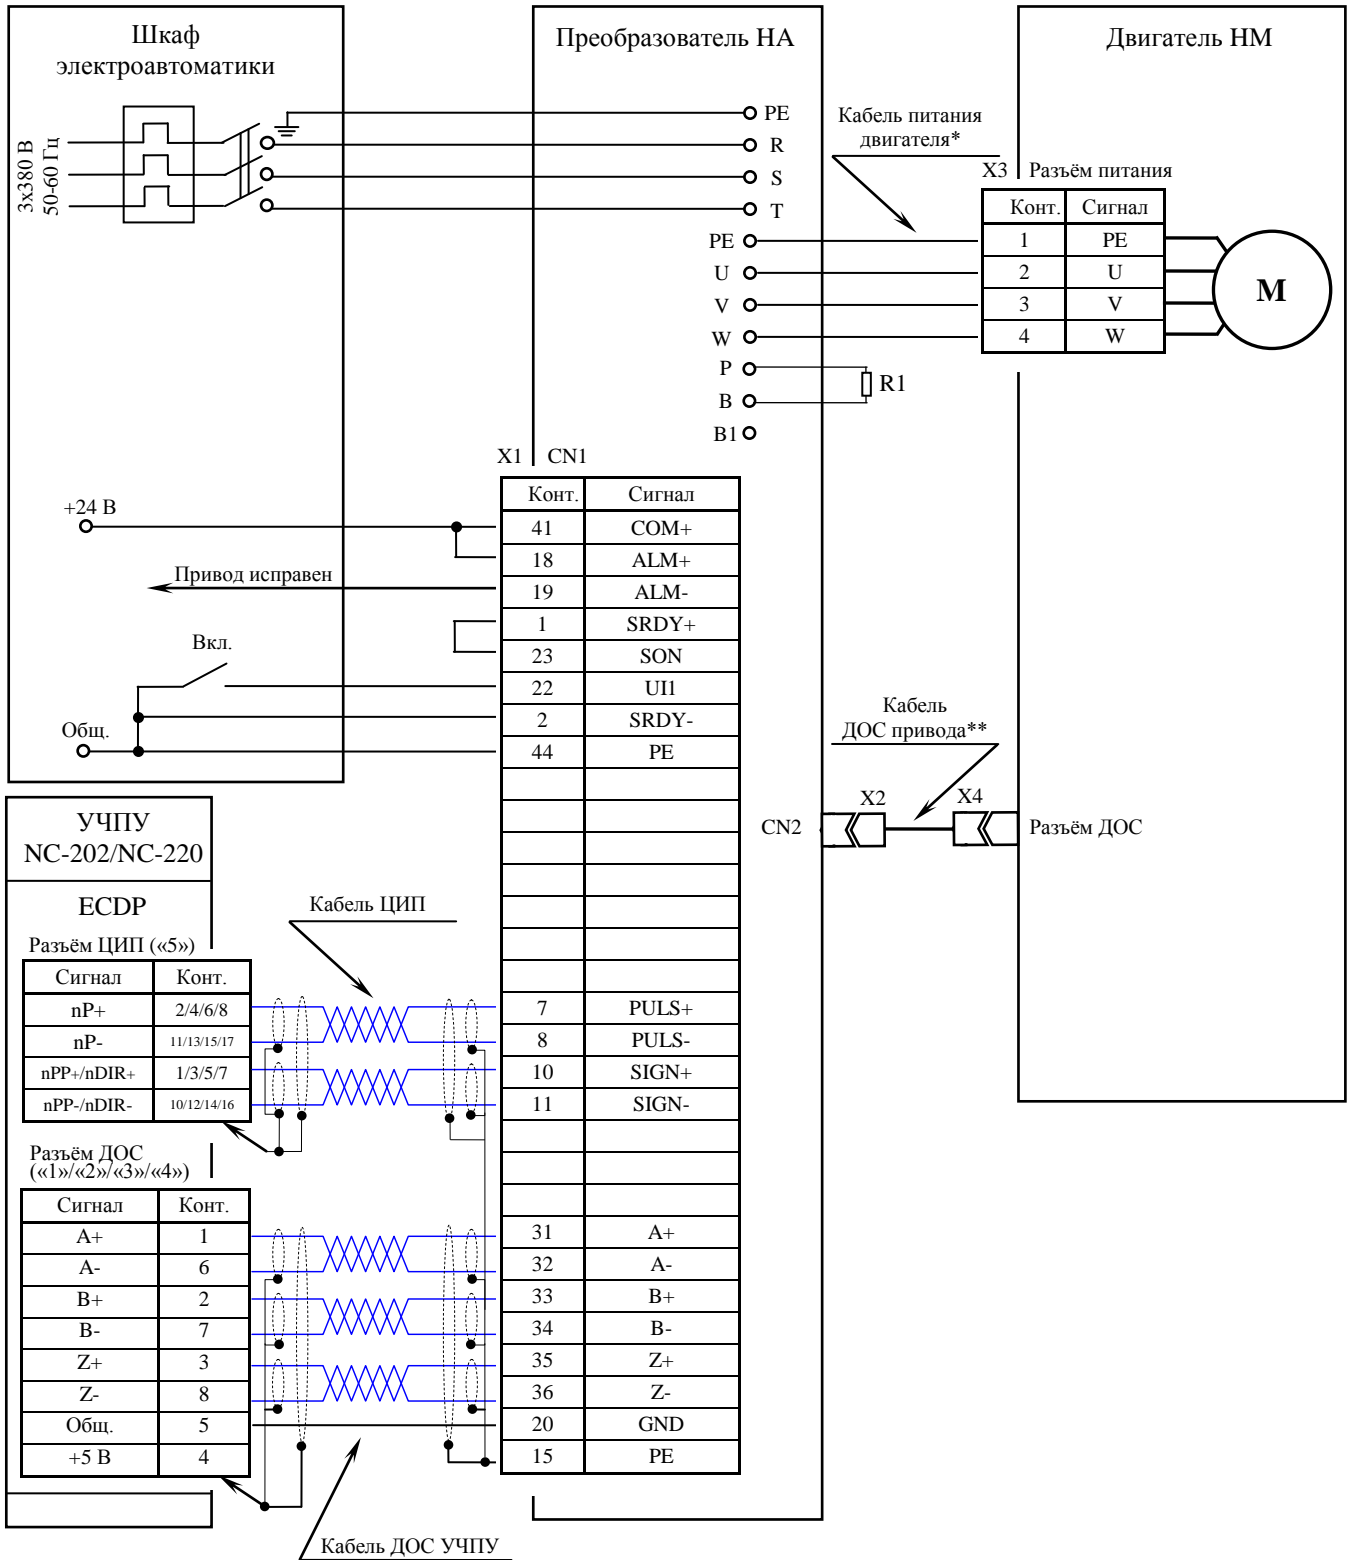 Шкаф
электроавтоматики
3х380 В
50-60 Гц
Преобразователь НА
PE
R
S
T
PE
U
V
W
P
B
B1
R1
Кабель питания
двигателя*
Двигатель НМ
X3 Разъём питания
Конт. Сигнал
1 PE
2 U
3 V
4 W
М
X1 CN1
Конт. Сигнал
41 COM+
18 ALM+
19 ALM-
1 SRDY+
23 SON
22 UI1
2 SRDY-
44 PE
7 PULS+
8 PULS-
10 SIGN+
11 SIGN-
31 A+
32 A-
33 B+
34 B-
35 Z+
36 Z-
20 GND
15 PE
+24 В
Привод исправен
Вкл.
Общ.
Кабель
ДОС привода**
CN2
X2
X4
Разъём ДОС
УЧПУ
NC-202/NC-220
ECDP
Кабель ЦИП
Разъём ЦИП («5»)
Сигнал Конт.
nP+ 2/4/6/8
nP- 11/13/15/17
nPP+/nDIR+ 1/3/5/7
nPP-/nDIR- 10/12/14/16
Разъём ДОС
(«1»/«2»/«3»/«4»)
Сигнал Конт.
A+ 1
A- 6
B+ 2
B- 7
Z+ 3
Z- 8
Общ. 5
+5 В 4
Кабель ДОС УЧПУ